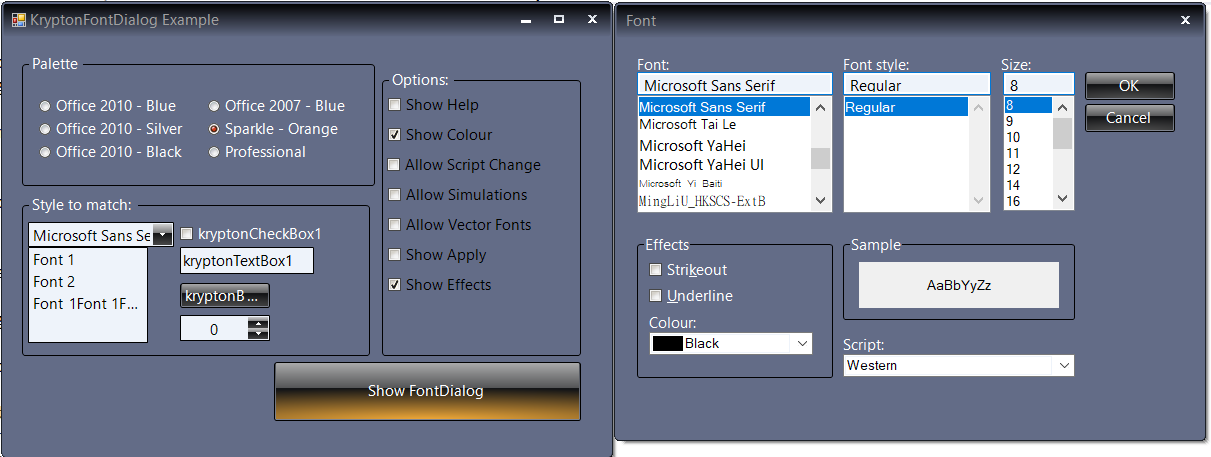 KryptonFontDialog Example
Palette
Office 2010 - Blue
Office 2007 - Blue
Office 2010 - Silver
Sparkle - Orange
Office 2010 - Black
Professional
Style to match:
Microsoft Sans Se
kryptonCheckBox1
Font 1
Font 2
Font 1Font 1F...
kryptonTextBox1
kryptonB...
0
Options:
Show Help
Show Colour
Allow Script Change
Allow Simulations
Allow Vector Fonts
Show Apply
Show Effects
Show FontDialog
Font
Font:
Microsoft Sans Serif
Microsoft Sans Serif
Microsoft Tai Le
Microsoft YaHei
Microsoft YaHei UI
Microsoft Yi Baiti
MingLiU_HKSCS-ExtB
Font style:
Regular
Regular
Size:
8
8
9
10
11
12
14
16
OK
Cancel
Effects
Strikeout
Underline
Colour:
Black
Sample
AaBbYyZz
Script:
Western